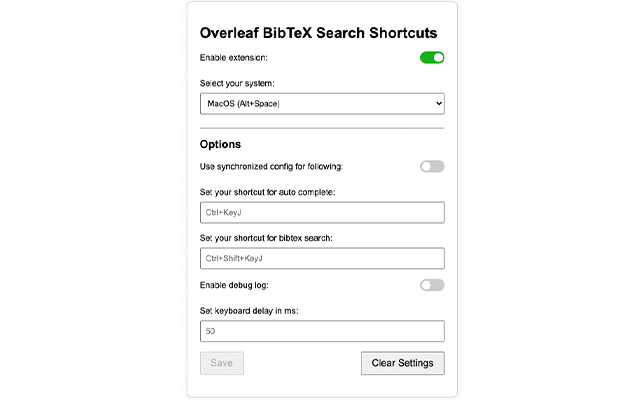 Overleaf BibTeX Search Shortcuts
Enable extension:
Select your system:
MacOS (Alt+Space)
Options
Use synchronized config for following:
Set your shortcut for auto complete:
Ctrl+KeyJ
Set your shortcut for bibtex search:
Ctrl+Shift+KeyJ
Enable debug log:
Set keyboard delay in ms:
50
Save Clear Settings